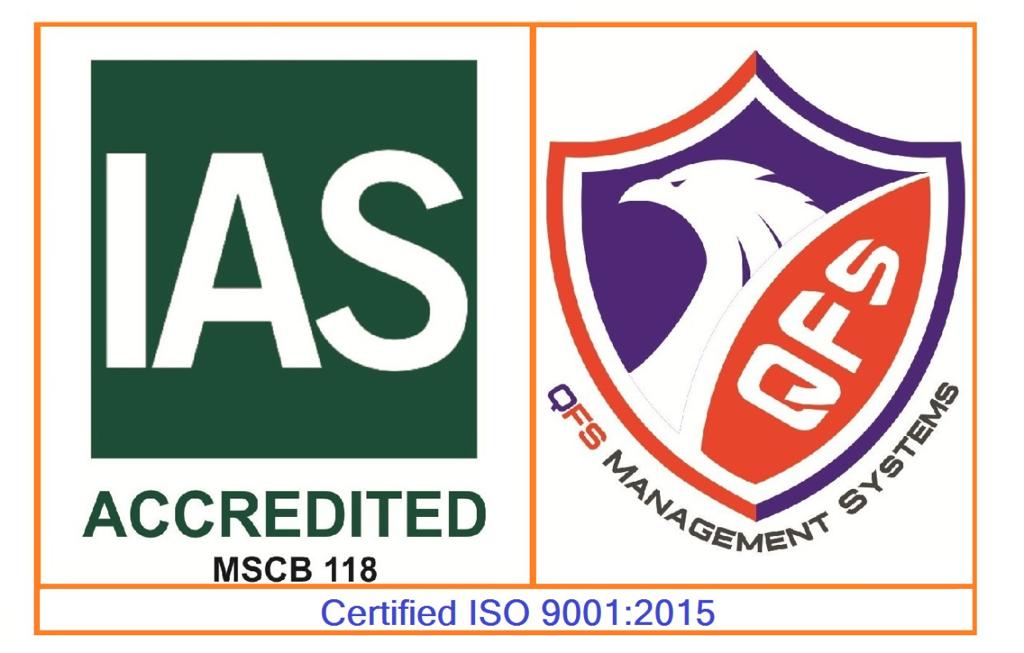 IAS
ACCREDITED
MSCB 118
QFS
QFS MANAGEMENT SYSTEMS
Certified ISO 9001:2015